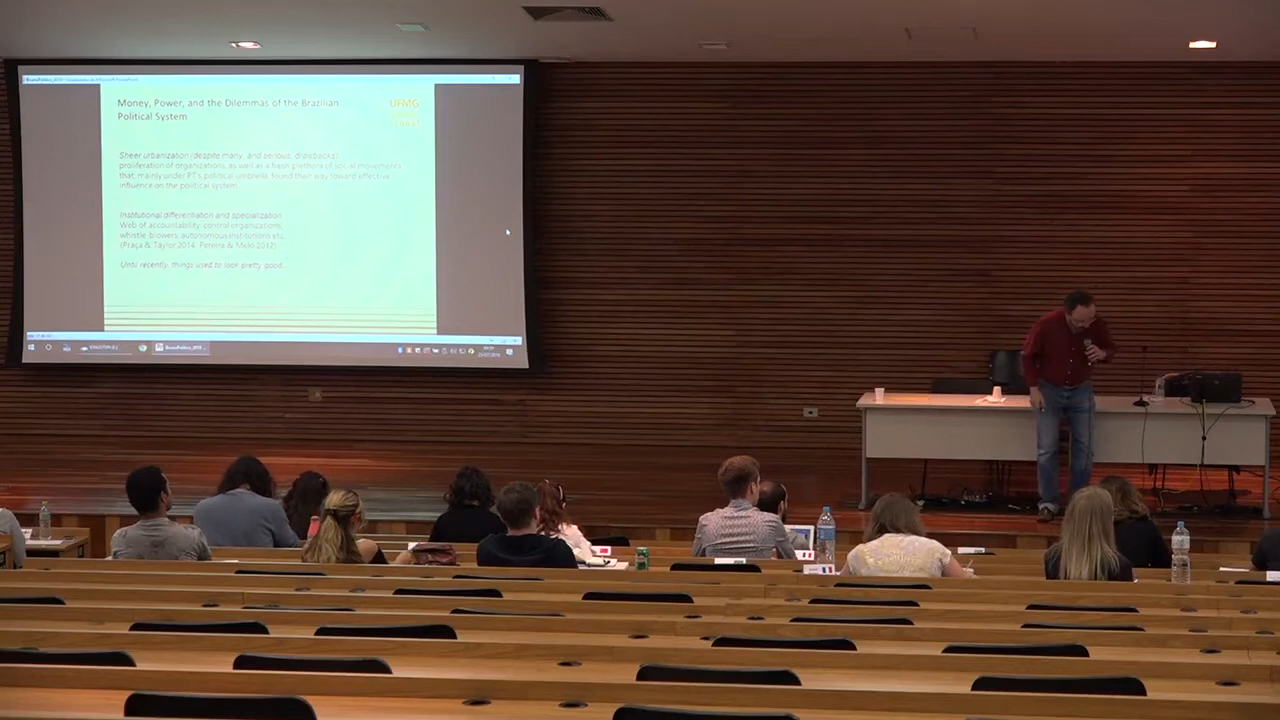 Money, Power, and the Dilemmas of the Brazilian
Political System
UFMG
Sheer urbanization (despite many, and serious, drawbacks)
proliferation of organizations, as well as a fresh plethora of social movements
that, mainly under PT's political umbrella, found their way toward effective
influence on the political system.
Institutional differentiation and specialization
Web of accountability: control organizations,
whistle-blowers, autonomous institutions etc.
(Praça & Taylor 2014, Pereira & Melo 2012)
Until recently, things used to look pretty good...